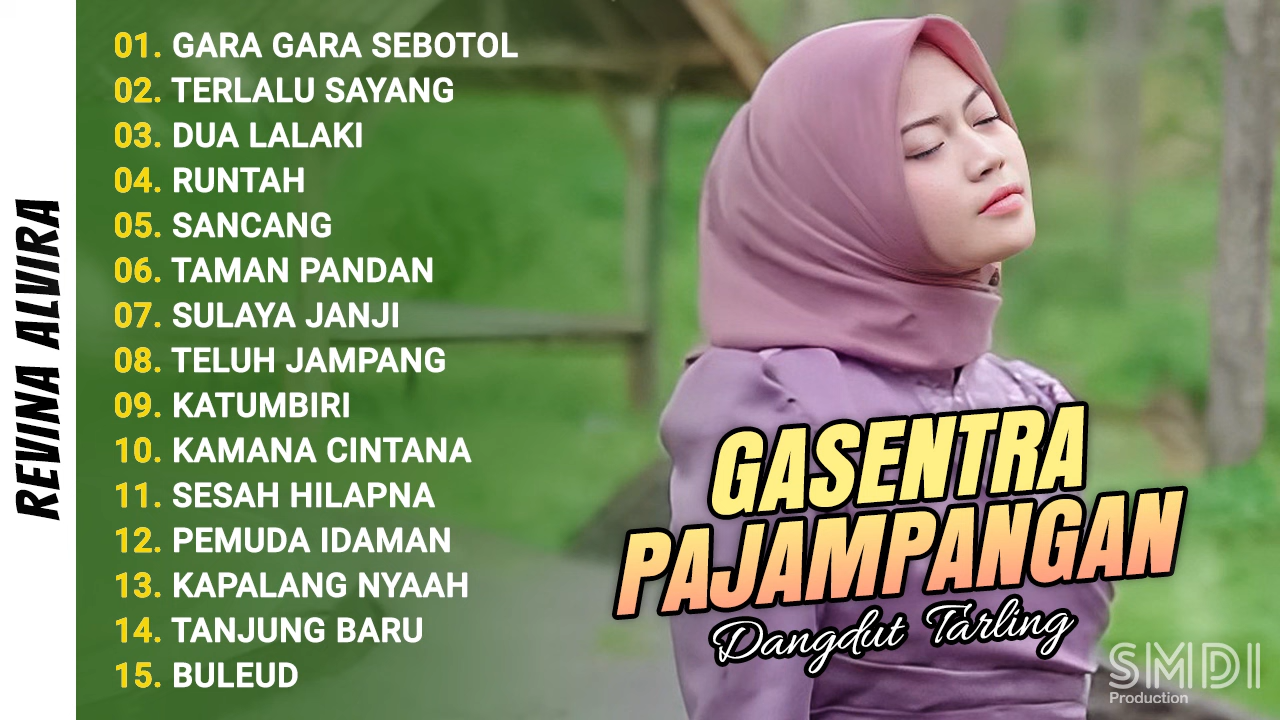 REVINA ALVIRA
01. GARA GARA SEBOTOL
02. TERLALU SAYANG
03. DUA LALAKI
04. RUNTAH
05. SANCANG
06. TAMAN PANDAN
07. SULAYA JANJI
08. TELUH JAMPANG
09. KATUMBIRI
10. KAMANA CINTANA
11. SESAH HILAPNA
12. PEMUDA IDAMAN
13. KAPALANG NYAAH
14. TANJUNG BARU
15. BULEUD
GASENTRA
PAJAMPANGAN
Dangdut Tarling
SMDI
Production